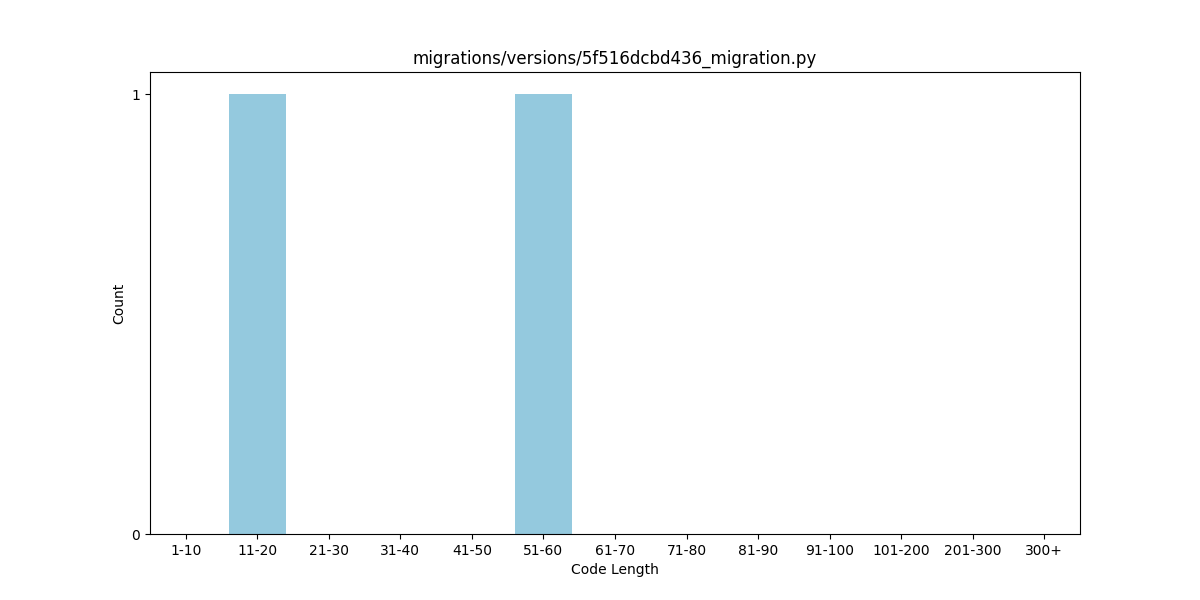 migrations/versions/5f516dcbd436_migration.py
1
Count
0
1-10 11-20 21-30 31-40 41-50 51-60 61-70 71-80 81-90 91-100 101-200 201-300 300+
Code Length